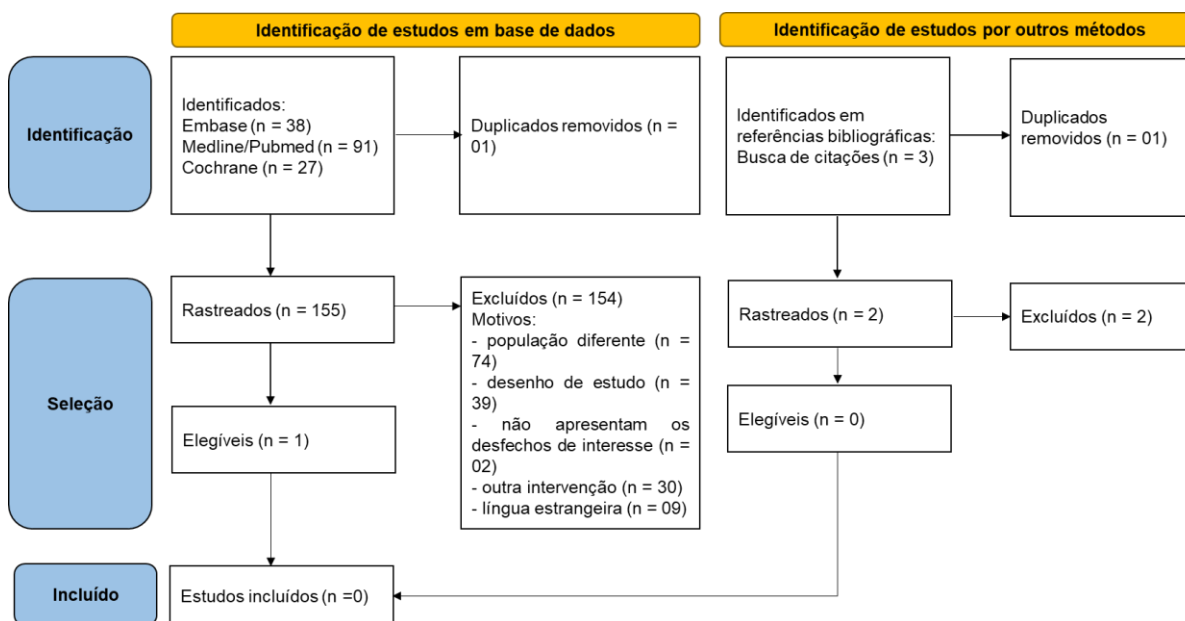 Identificação de estudos em base de dados
Identificação de estudos por outros métodos
Identificação
Identificados:
Embase (n = 38)
Medline/Pubmed (n = 91)
Cochrane (n = 27)
Duplicados removidos (n =
01)
Identificados em
referências bibliográficas:
Busca de citações (n = 3)
Duplicados
removidos (n = 01)
Seleção
Rastreados (n = 155)
Excluídos (n = 154)
Motivos:
- população diferente (n =
74)
- desenho de estudo (n =
39)
- não apresentam os
desfechos de interesse (n =
02)
- outra intervenção (n = 30)
- língua estrangeira (n = 09)
Rastreados (n = 2)
Excluídos (n = 2)
Elegíveis (n = 1)
Elegíveis (n = 0)
Incluído
Estudos incluídos (n =0)